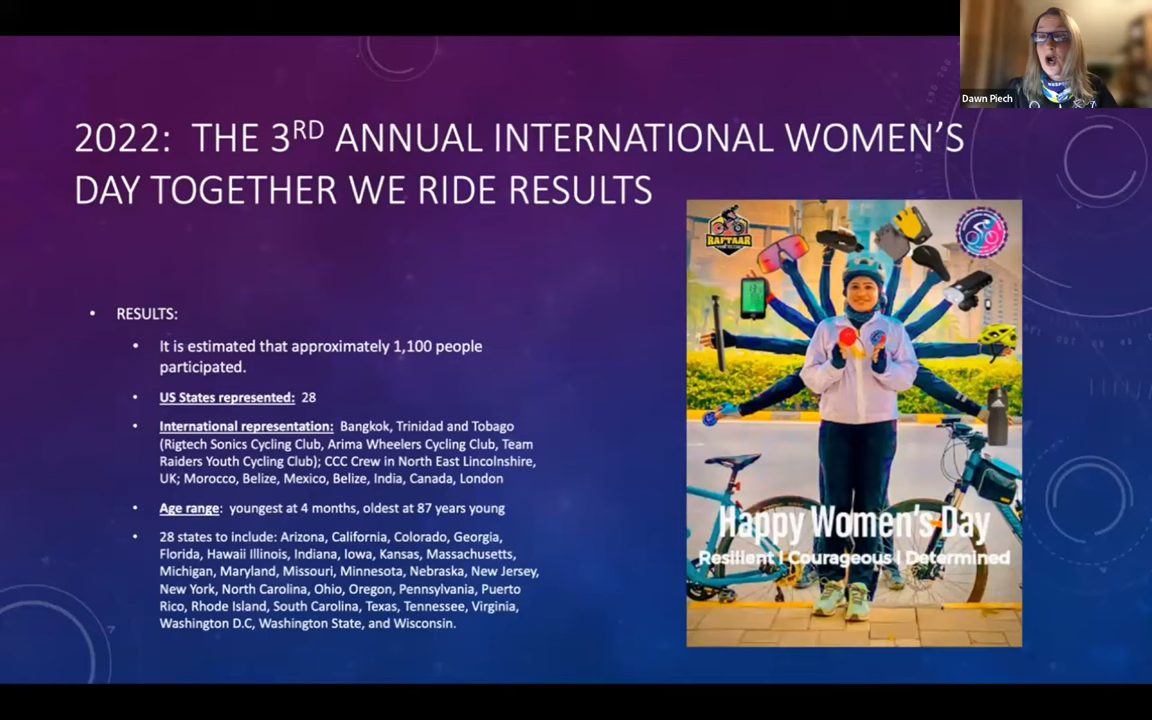 Dawn Piech
2022: THE 3RD ANNUAL INTERNATIONAL WOMEN'S
DAY TOGETHER WE RIDE RESULTS
• RESULTS:
• It is estimated that approximately 1,100 people
participated.
• US States represented: 28
• International representation: Bangkok, Trinidad and Tobago
(Rigtech Sonics Cycling Club, Arima Wheelers Cycling Club, Team
Raiders Youth Cycling Club); CCC Crew in North East Lincolnshire,
UK; Morocco, Belize, Mexico, Belize, India, Canada, London
• Age range: youngest at 4 months, oldest at 87 years young
• 28 states to include: Arizona, California, Colorado, Georgia,
Florida, Hawaii Illinois, Indiana, Iowa, Kansas, Massachusetts,
Michigan, Maryland, Missouri, Minnesota, Nebraska, New Jersey,
New York, North Carolina, Ohio, Oregon, Pennsylvania, Puerto
Rico, Rhode Island, South Carolina, Texas, Tennessee, Virginia,
Washington D.C, Washington State, and Wisconsin.
RAFTAAR
Happy Women's Day
Resilient | Courageous | Determined